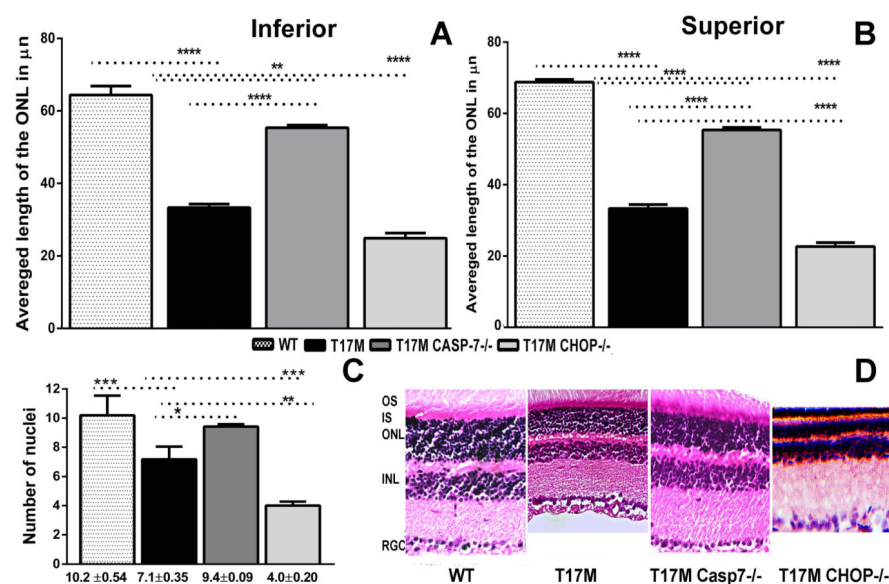 Inferior
A
Avereged length of the ONL in µn
80
60
40
20
0
****
**
****
****
Superior
B
Avereged lenegth of the ONL in µn
80
60
40
20
0
****
****
****
****
****
WT T17M T17M CASP-7-/- T17M CHOP-/-
C
Number of nuclei
12
10
8
6
4
2
0
***
***
**
*
10.2 ±0.54 7.1±0.35 9.4±0.09 4.0±0.20
D
OS
IS
ONL
INL
RGC
WT T17M T17M Casp7-/- T17M CHOP-/-